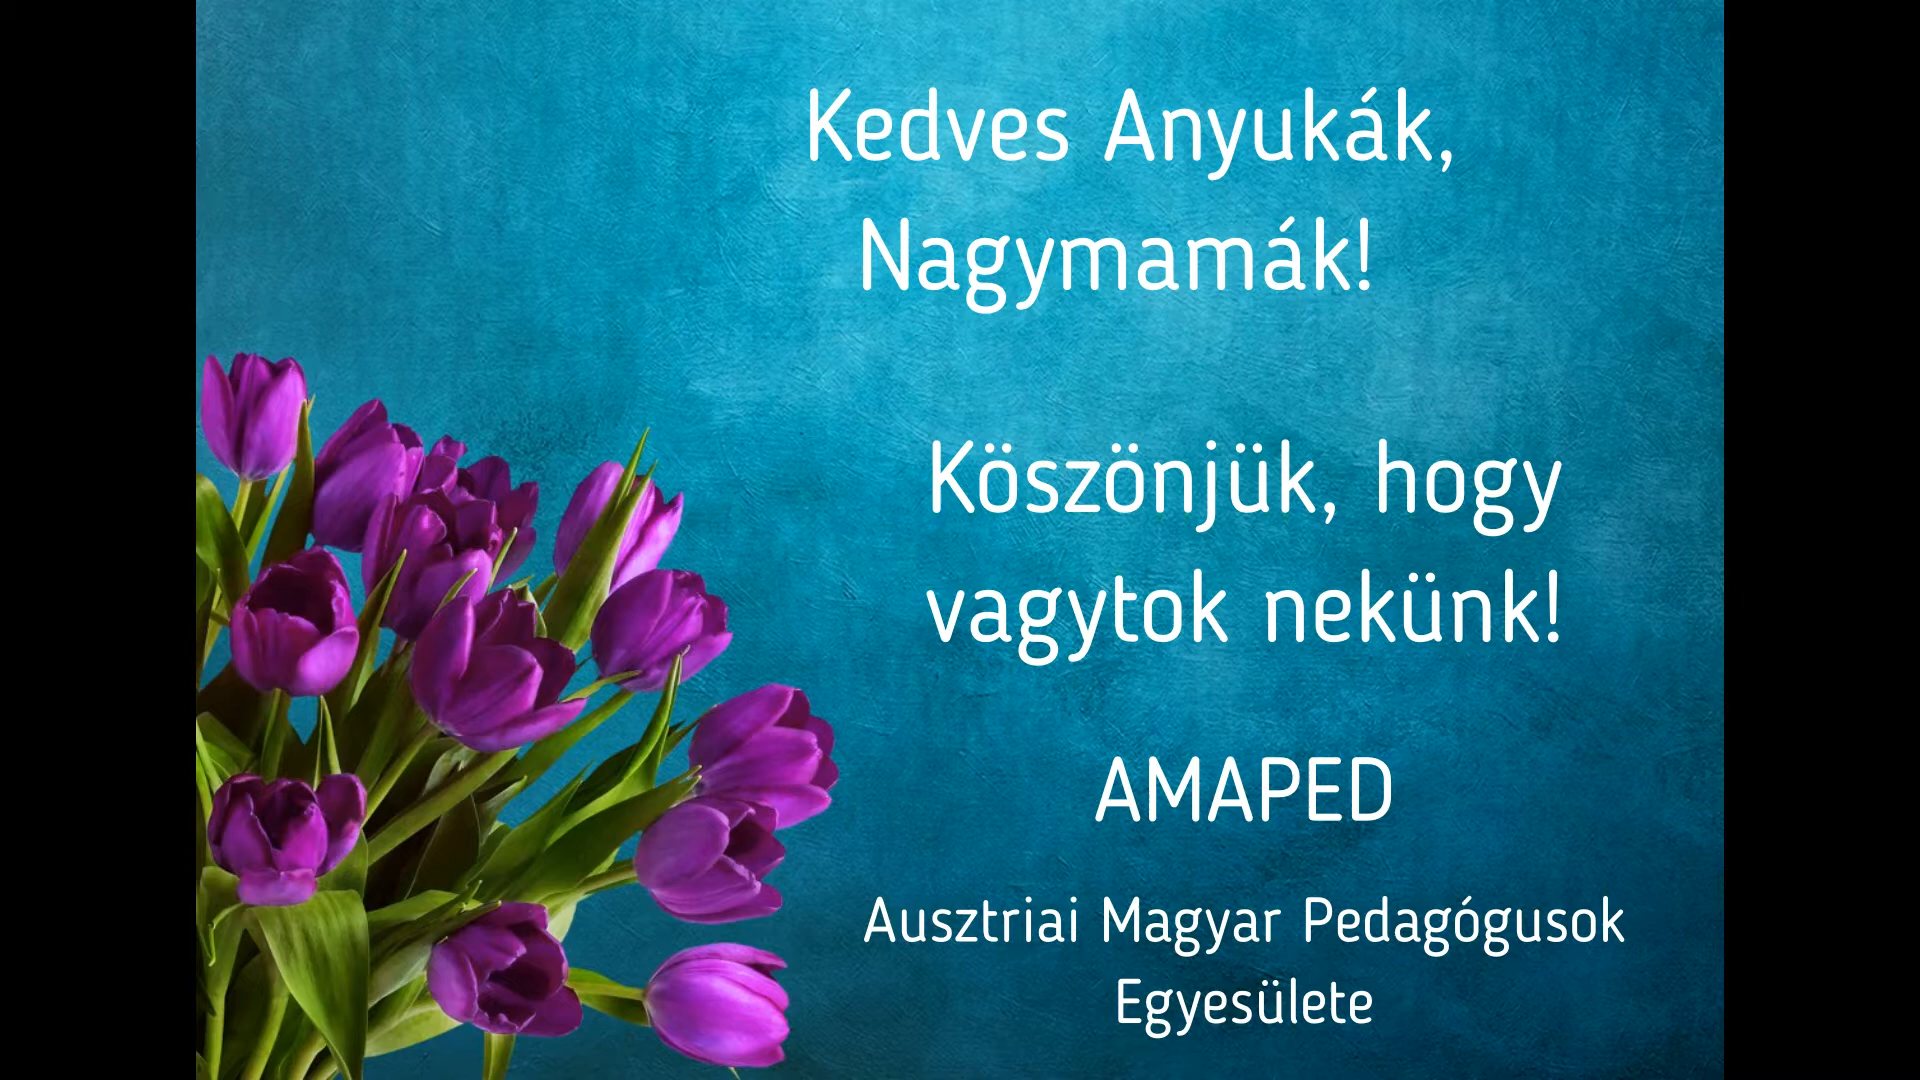 Kedves Anyukák,
Nagymamák!
Köszönjük, hogy
vagytok nekünk!
AMAPED
Ausztriai Magyar Pedagógusok
Egyesülete